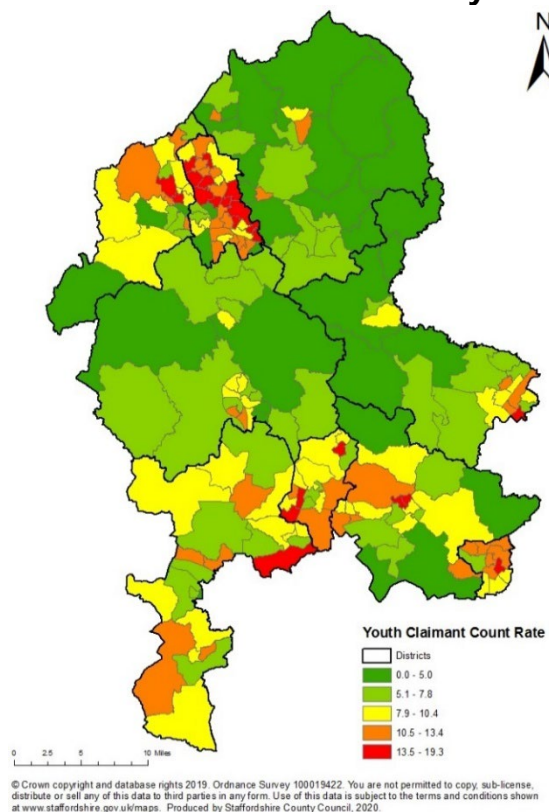 N
Youth Claimant Count Rate
Districts
0.0 - 5.0
5.1 - 7.8
7.9 - 10.4
10.5 - 13.4
13.5 - 19.3
0 2.5 5 10 Miles
© Crown copyright and database rights 2019. Ordnance Survey 100019422. You are not permitted to copy, sub-license,
distribute or sell any of this data to third parties in any form. Use of this data is subject to the terms and conditions shown
at www.staffordshire.gov.uk/maps. Produced by Staffordshire County Council, 2020.